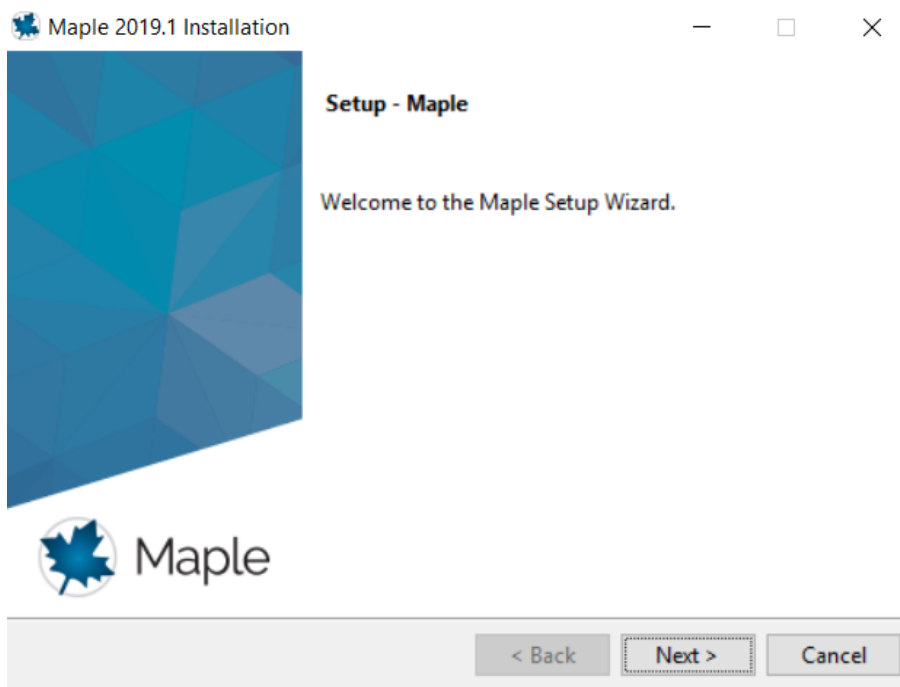 Maple 2019.1 Installation
Setup - Maple
Welcome to the Maple Setup Wizard.
Maple
< Back
Next >
Cancel